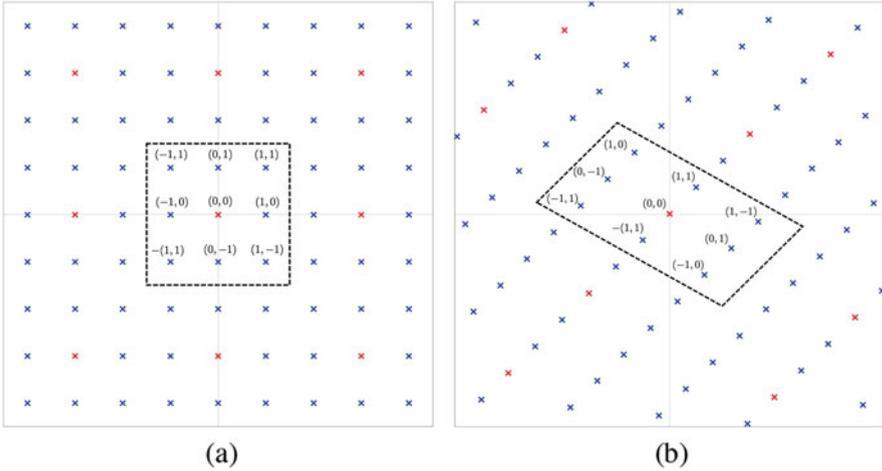 (−1, 1) (0, 1) (1, 1)
(−1, 0) (0, 0) (1, 0)
−(1, 1) (0, −1) (1, −1)
(a)
(1, 0)
(0, −1) (1, 1)
(−1, 1) (0, 0) (1, −1)
−(1, 1) (0, 1)
(−1, 0)
(b)